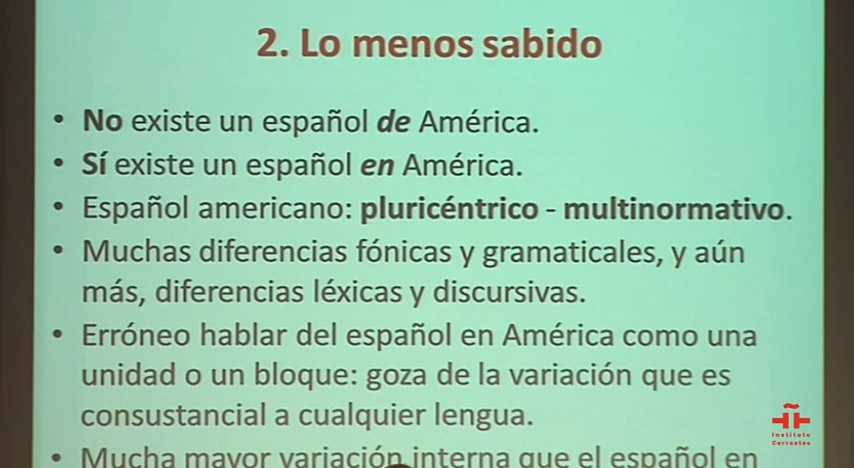 2. Lo menos sabido
• No existe un español de América.
• Sí existe un español en América.
• Español americano: pluricéntrico - multinormativo.
• Muchas diferencias fónicas y gramaticales, y aún
más, diferencias léxicas y discursivas.
• Erróneo hablar del español en América como una
unidad o un bloque: goza de la variación que es
consustancial a cualquier lengua.
• Mucha mayor variación interna que el español en
Instituto
Cervantes